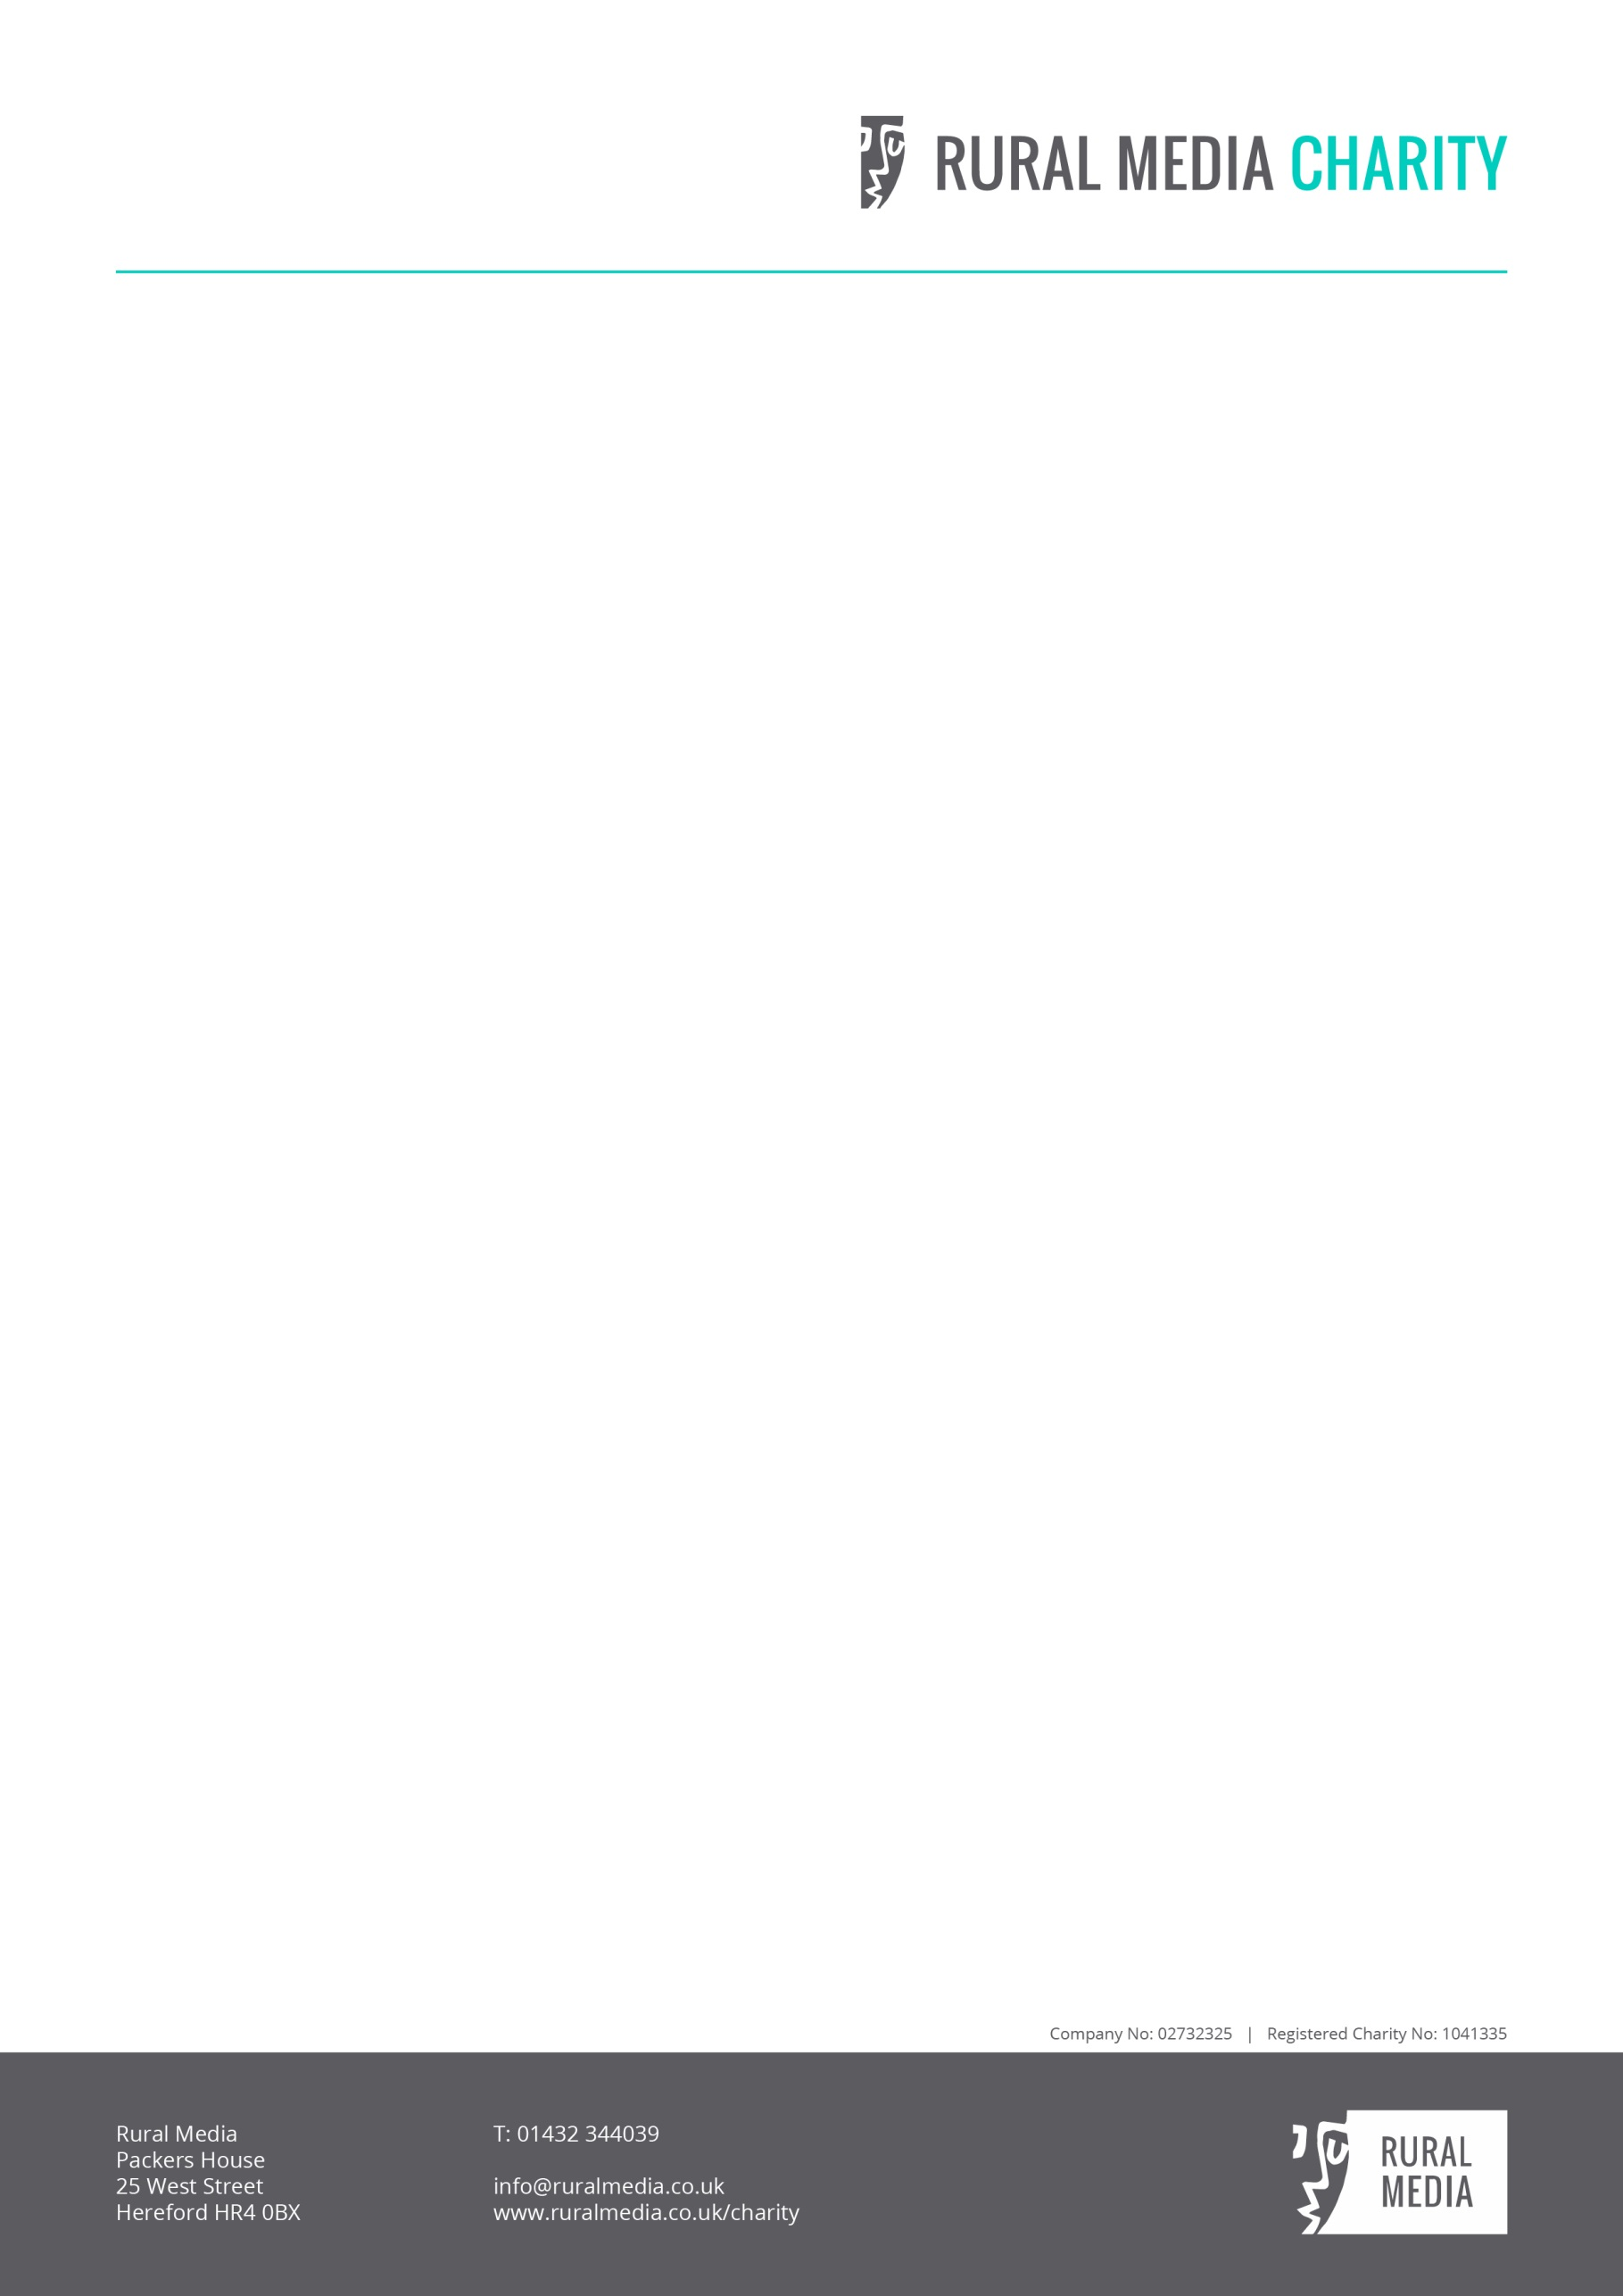 RURAL MEDIA CHARITY
Company No: 02732325 | Registered Charity No: 1041335
Rural Media
Packers House
25 West Street
Hereford HR4 0BX
T: 01432 344039
info@ruralmedia.co.uk
www.ruralmedia.co.uk/charity
RURAL
MEDIA